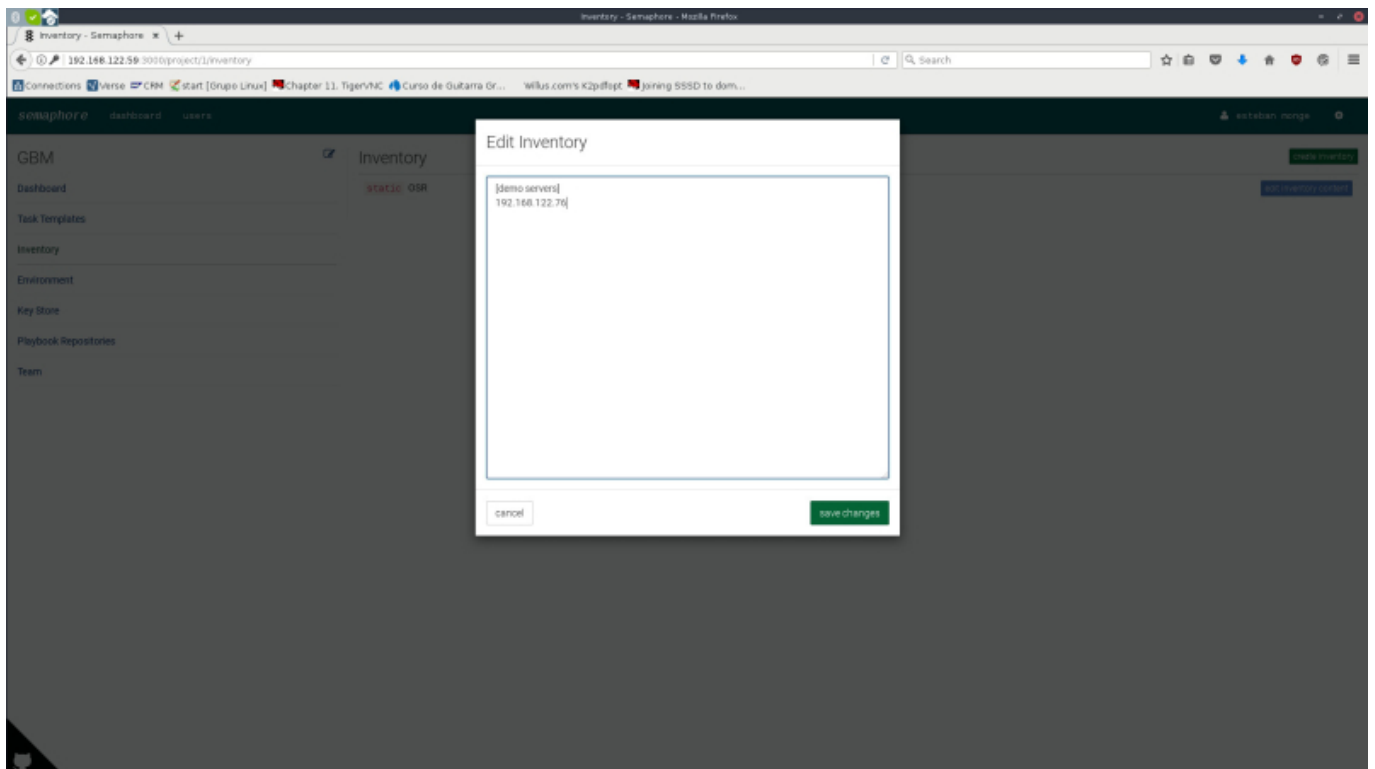 Inventory - Semaphore - Mozilla Firefox
Inventory - Semaphore
192.168.122.59:3000/project/1/inventory
Search
Connections Verse CRM start [Grupo Linux] Chapter 11. TigerVNC Curso de Guitarra Gr... Willus.com's K2pdfopt Joining SSSD to dom...
semaphore dashboard users
esteban monge
GBM
Inventory
create inventory
Dashboard
static OSR
edit inventory content
Task Templates
Inventory
Environment
Key Store
Playbook Repositories
Team
Edit Inventory
[demo servers]
192.168.122.76
cancel
save changes